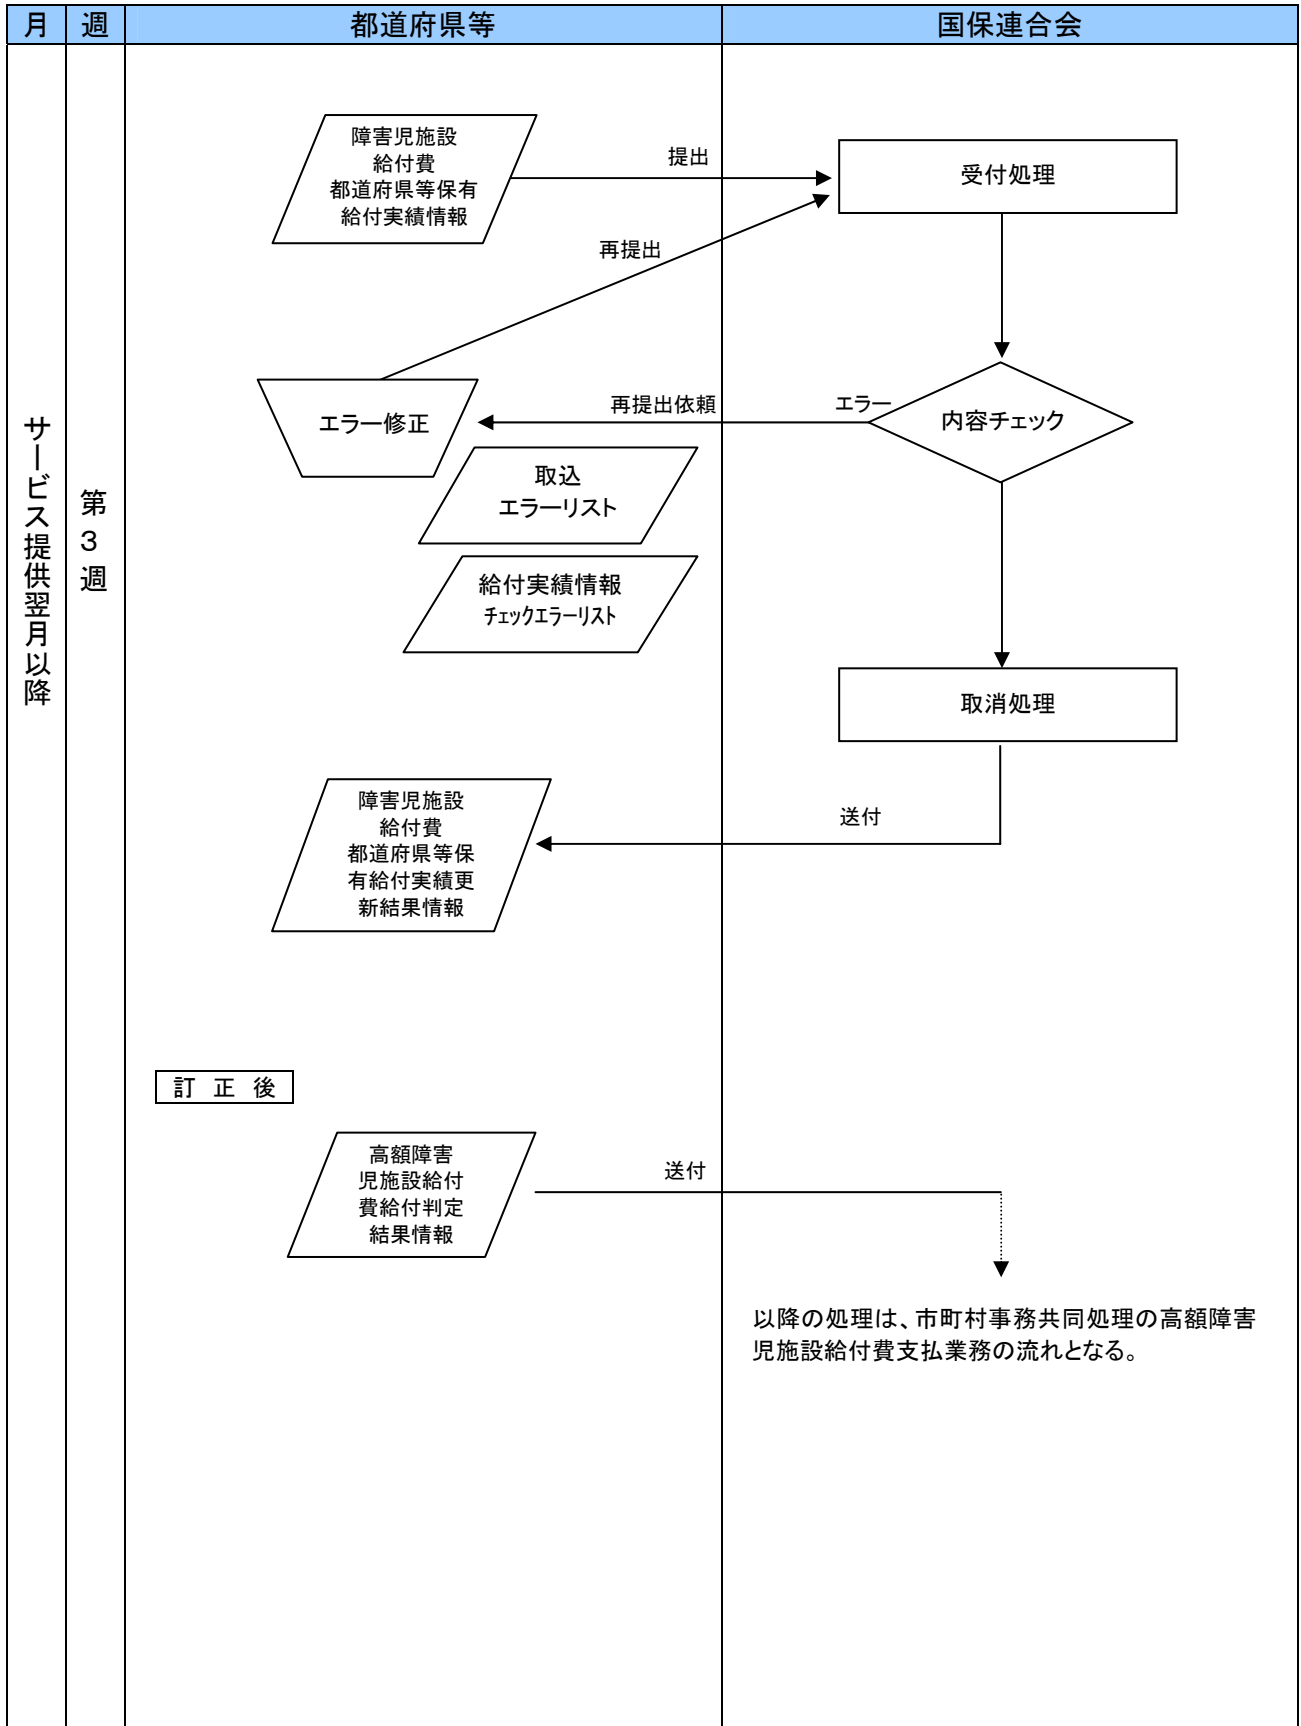 月
週
都道府県等
国保連合会
サービス提供翌月以降
第3週
障害児施設
給付費
都道府県等保有
給付実績情報
提出
受付処理
再提出
エラー修正
再提出依頼
エラー
内容チェック
取込
エラーリスト
給付実績情報
チェックエラーリスト
取消処理
送付
障害児施設
給付費
都道府県等保
有給付実績更
新結果情報
訂 正 後
高額障害
児施設給付
費給付判定
結果情報
送付
以降の処理は、市町村事務共同処理の高額障害
児施設給付費支払業務の流れとなる。